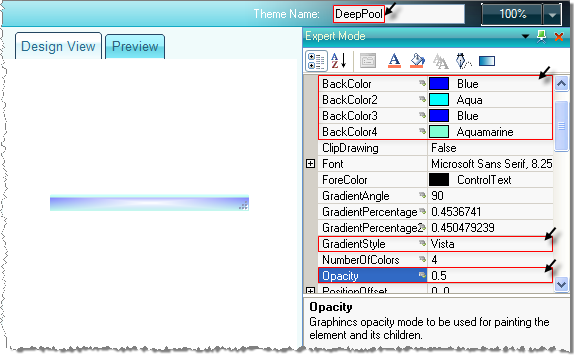 Theme Name: DeepPool 100%
Design View Preview
Expert Mode
BackColor Blue
BackColor2 Aqua
BackColor3 Blue
BackColor4 Aquamarine
ClipDrawing False
Font Microsoft Sans Serif, 8.25
ForeColor ControlText
GradientAngle 90
GradientPercentage 0.4536741
GradientPercentage2 0.450479239
GradientStyle Vista
NumberOfColors 4
Opacity 0.5
PositionOffset 0, 0
Opacity
Graphincs opacity mode to be used for painting the
element and its children.